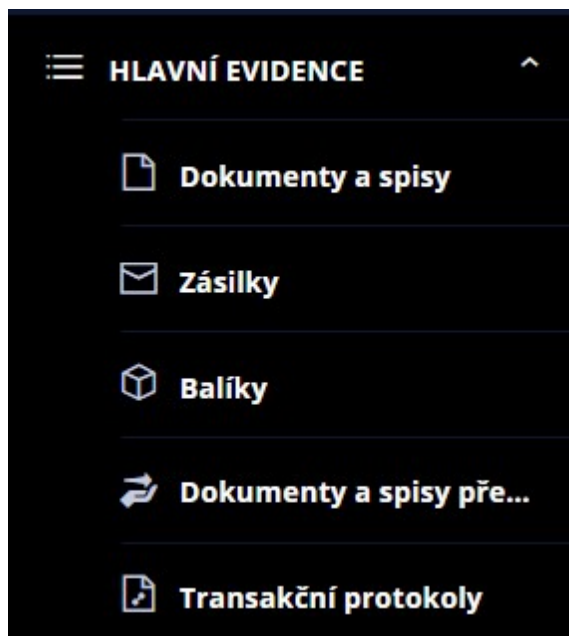 HLAVNÍ EVIDENCE
Dokumenty a spisy
Zásilky
Balíky
Dokumenty a spisy pře...
Transakční protokoly